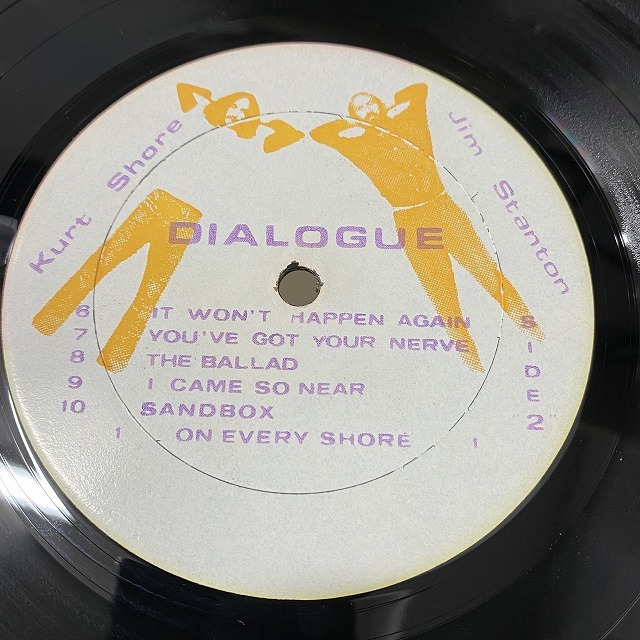 Kurt Shore
Jim Stanton
DIALOGUE
6 IT WON'T HAPPEN AGAIN
7 YOU'VE GOT YOUR NERVE
8 THE BALLAD
9 I CAME SO NEAR
10 SANDBOX
1 ON EVERY SHORE 1
SIDE 2